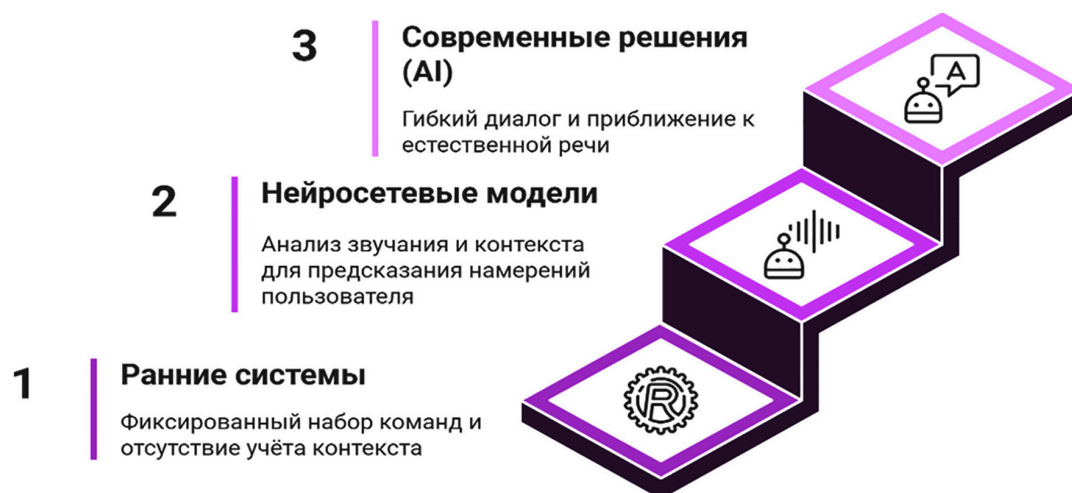 3
Современные решения
(AI)
Гибкий диалог и приближение к
естественной речи
A
2
Нейросетевые модели
Анализ звучания и контекста
для предсказания намерений
пользователя
1
Ранние системы
Фиксированный набор команд и
отсутствие учёта контекста
R